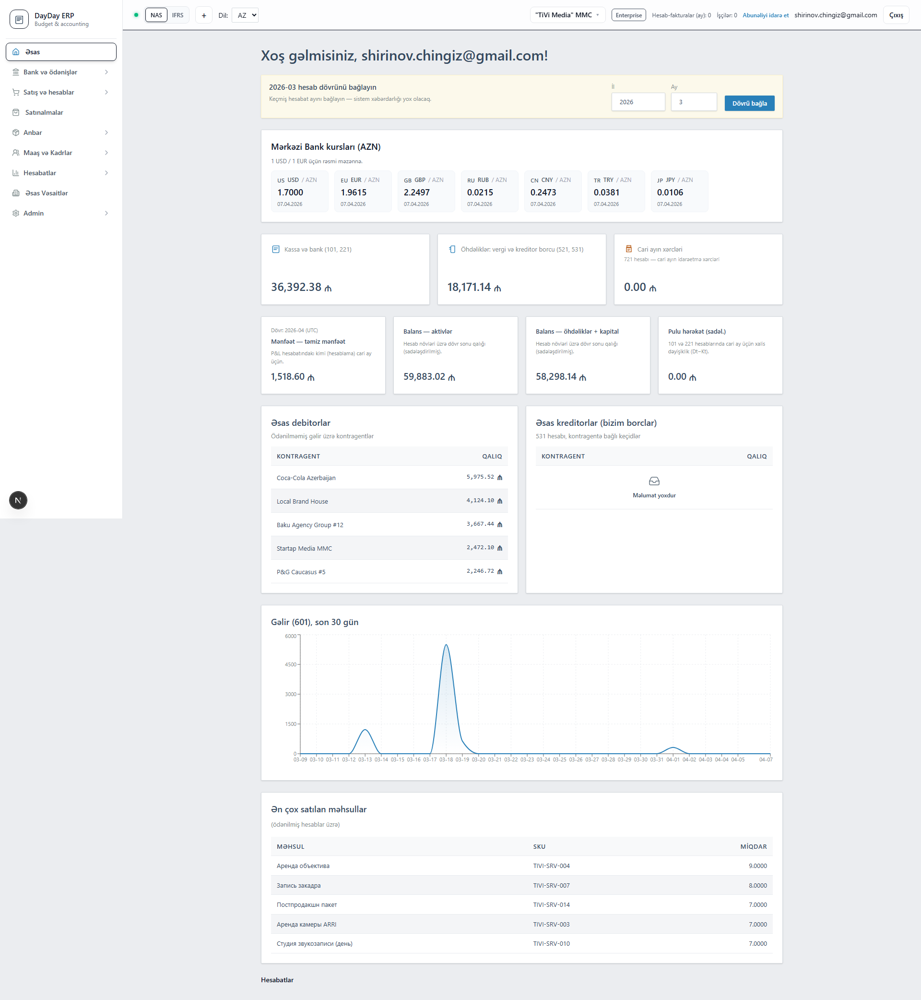 DayDay ERP
Budget & accounting
NAS IFRS + Dil: AZ
"TiVi Media" MMC Enterprise Hesab-fakturalar (ay): 0 İşçilər: 0 Abunəliyi idarə et shirinov.chingiz@gmail.com Çıxış
Əsas
Bank və ödənişlər
Satış və hesablar
Satınalmalar
Anbar
Maaş və Kadrlar
Hesabatlar
Əsas Vəsaitlər
Admin
N
Xoş gəlmisiniz, shirinov.chingiz@gmail.com!
2026-03 hesab dövrünü bağlayın
Keçmiş hesabat ayını bağlayın — sistem xəbərdarlığı yox olacaq.
İl Ay
2026 3 Dövrü bağla
Mərkəzi Bank kursları (AZN)
1 USD / 1 EUR üçün rəsmi məzənnə.
US USD / AZN EU EUR / AZN GB GBP / AZN RU RUB / AZN CN CNY / AZN TR TRY / AZN JP JPY / AZN
1.7000 1.9615 2.2497 0.0215 0.2473 0.0381 0.0106
07.04.2026 07.04.2026 07.04.2026 07.04.2026 07.04.2026 07.04.2026 07.04.2026
Kassa və bank (101, 221)
36,392.38 ₼
Öhdəliklər: vergi və kreditor borcu (521, 531)
18,171.14 ₼
Cari ayın xərcləri
721 hesabı — cari ayın idarəetmə xərcləri
0.00 ₼
Dövr: 2026-04 (UTC)
Mənfəət — təmiz mənfəət
P&L hesabatındakı kimi (hesablama) cari ay
üçün.
1,518.60 ₼
Balans — aktivlər
Hesab növləri üzrə dövr sonu qalığı
(sadələşdirilmiş).
59,883.02 ₼
Balans — öhdəliklər + kapital
Hesab növləri üzrə dövr sonu qalığı
(sadələşdirilmiş).
58,298.14 ₼
Pulu hərəkət (sadəl.)
101 və 221 hesablarında cari ay üçün xalis
dəyişiklik (Dt−Kt).
0.00 ₼
Əsas debitorlar
Ödənilməmiş gəlir üzrə kontragentlər
KONTRAGENT QALIQ
Coca-Cola Azerbaijan 5,975.52 ₼
Local Brand House 4,124.10 ₼
Baku Agency Group #12 3,667.44 ₼
Startap Media MMC 2,472.10 ₼
P&G Caucasus #5 2,246.72 ₼
Əsas kreditorlar (bizim borclar)
531 hesabı, kontragentə bağlı keçidlər
KONTRAGENT QALIQ
Məlumat yoxdur
Gəlir (601), son 30 gün
6000
4500
3000
1500
0
03-09 03-10 03-11 03-12 03-13 03-14 03-15 03-16 03-17 03-18 03-19 03-20 03-21 03-22 03-23 03-24 03-25 03-26 03-27 03-28 03-29 03-30 03-31 04-01 04-02 04-03 04-04 04-05 04-07
Ən çox satılan məhsullar
(ödənilmiş hesablar üzrə)
MƏHSUL SKU MİQDAR
Аренда объектива TIVI-SRV-004 9.0000
Запись закадра TIVI-SRV-007 8.0000
Постпродакшн пакет TIVI-SRV-014 7.0000
Аренда камеры ARRI TIVI-SRV-003 7.0000
Студия звукозаписи (день) TIVI-SRV-010 7.0000
Hesabatlar